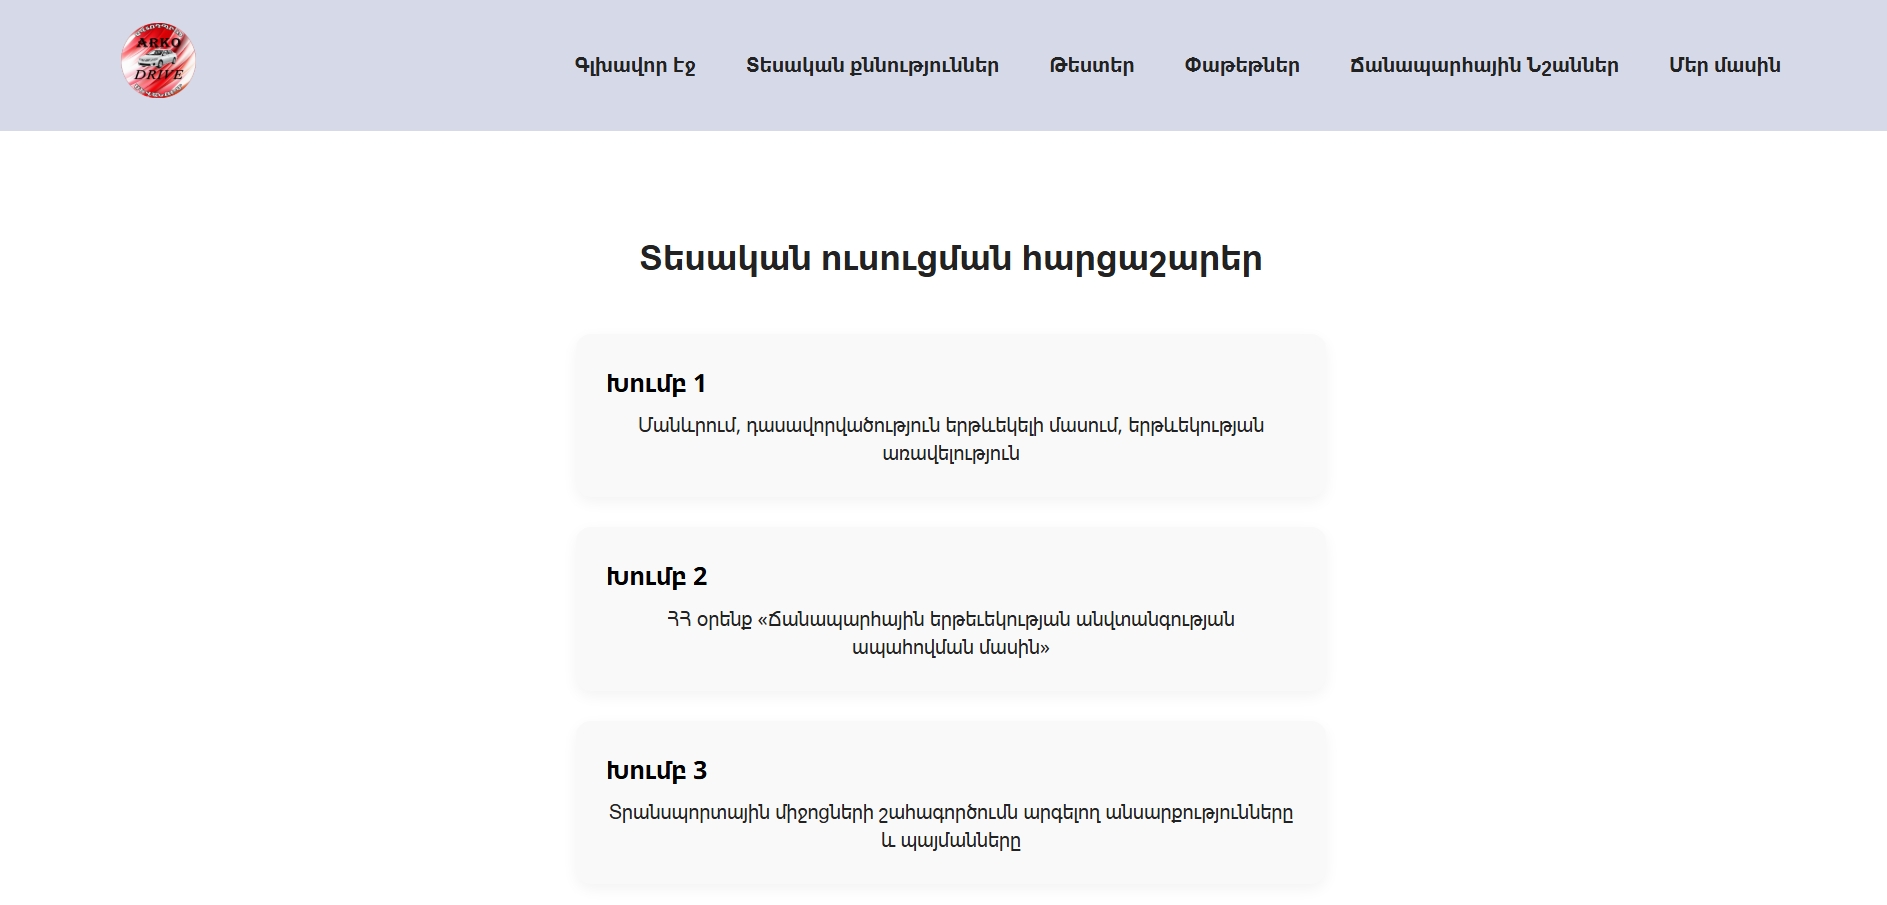 ARKO
DRIVE
Գլխավոր Էջ
Տեսական քննություններ
Թեստեր
Փաթեթներ
Ճանապարհային Նշաններ
Մեր մասին
Տեսական ուսուցման հարցաշարեր
Խումբ 1
Մանևրում, դասավորվածություն երթևեկելի մասում, երթևեկության
առավելություն
Խումբ 2
ՀՀ օրենք «Ճանապարհային երթեւեկության անվտանգության
ապահովման մասին»
Խումբ 3
Տրանսպորտային միջոցների շահագործումն արգելող անսարքությունները
և պայմանները